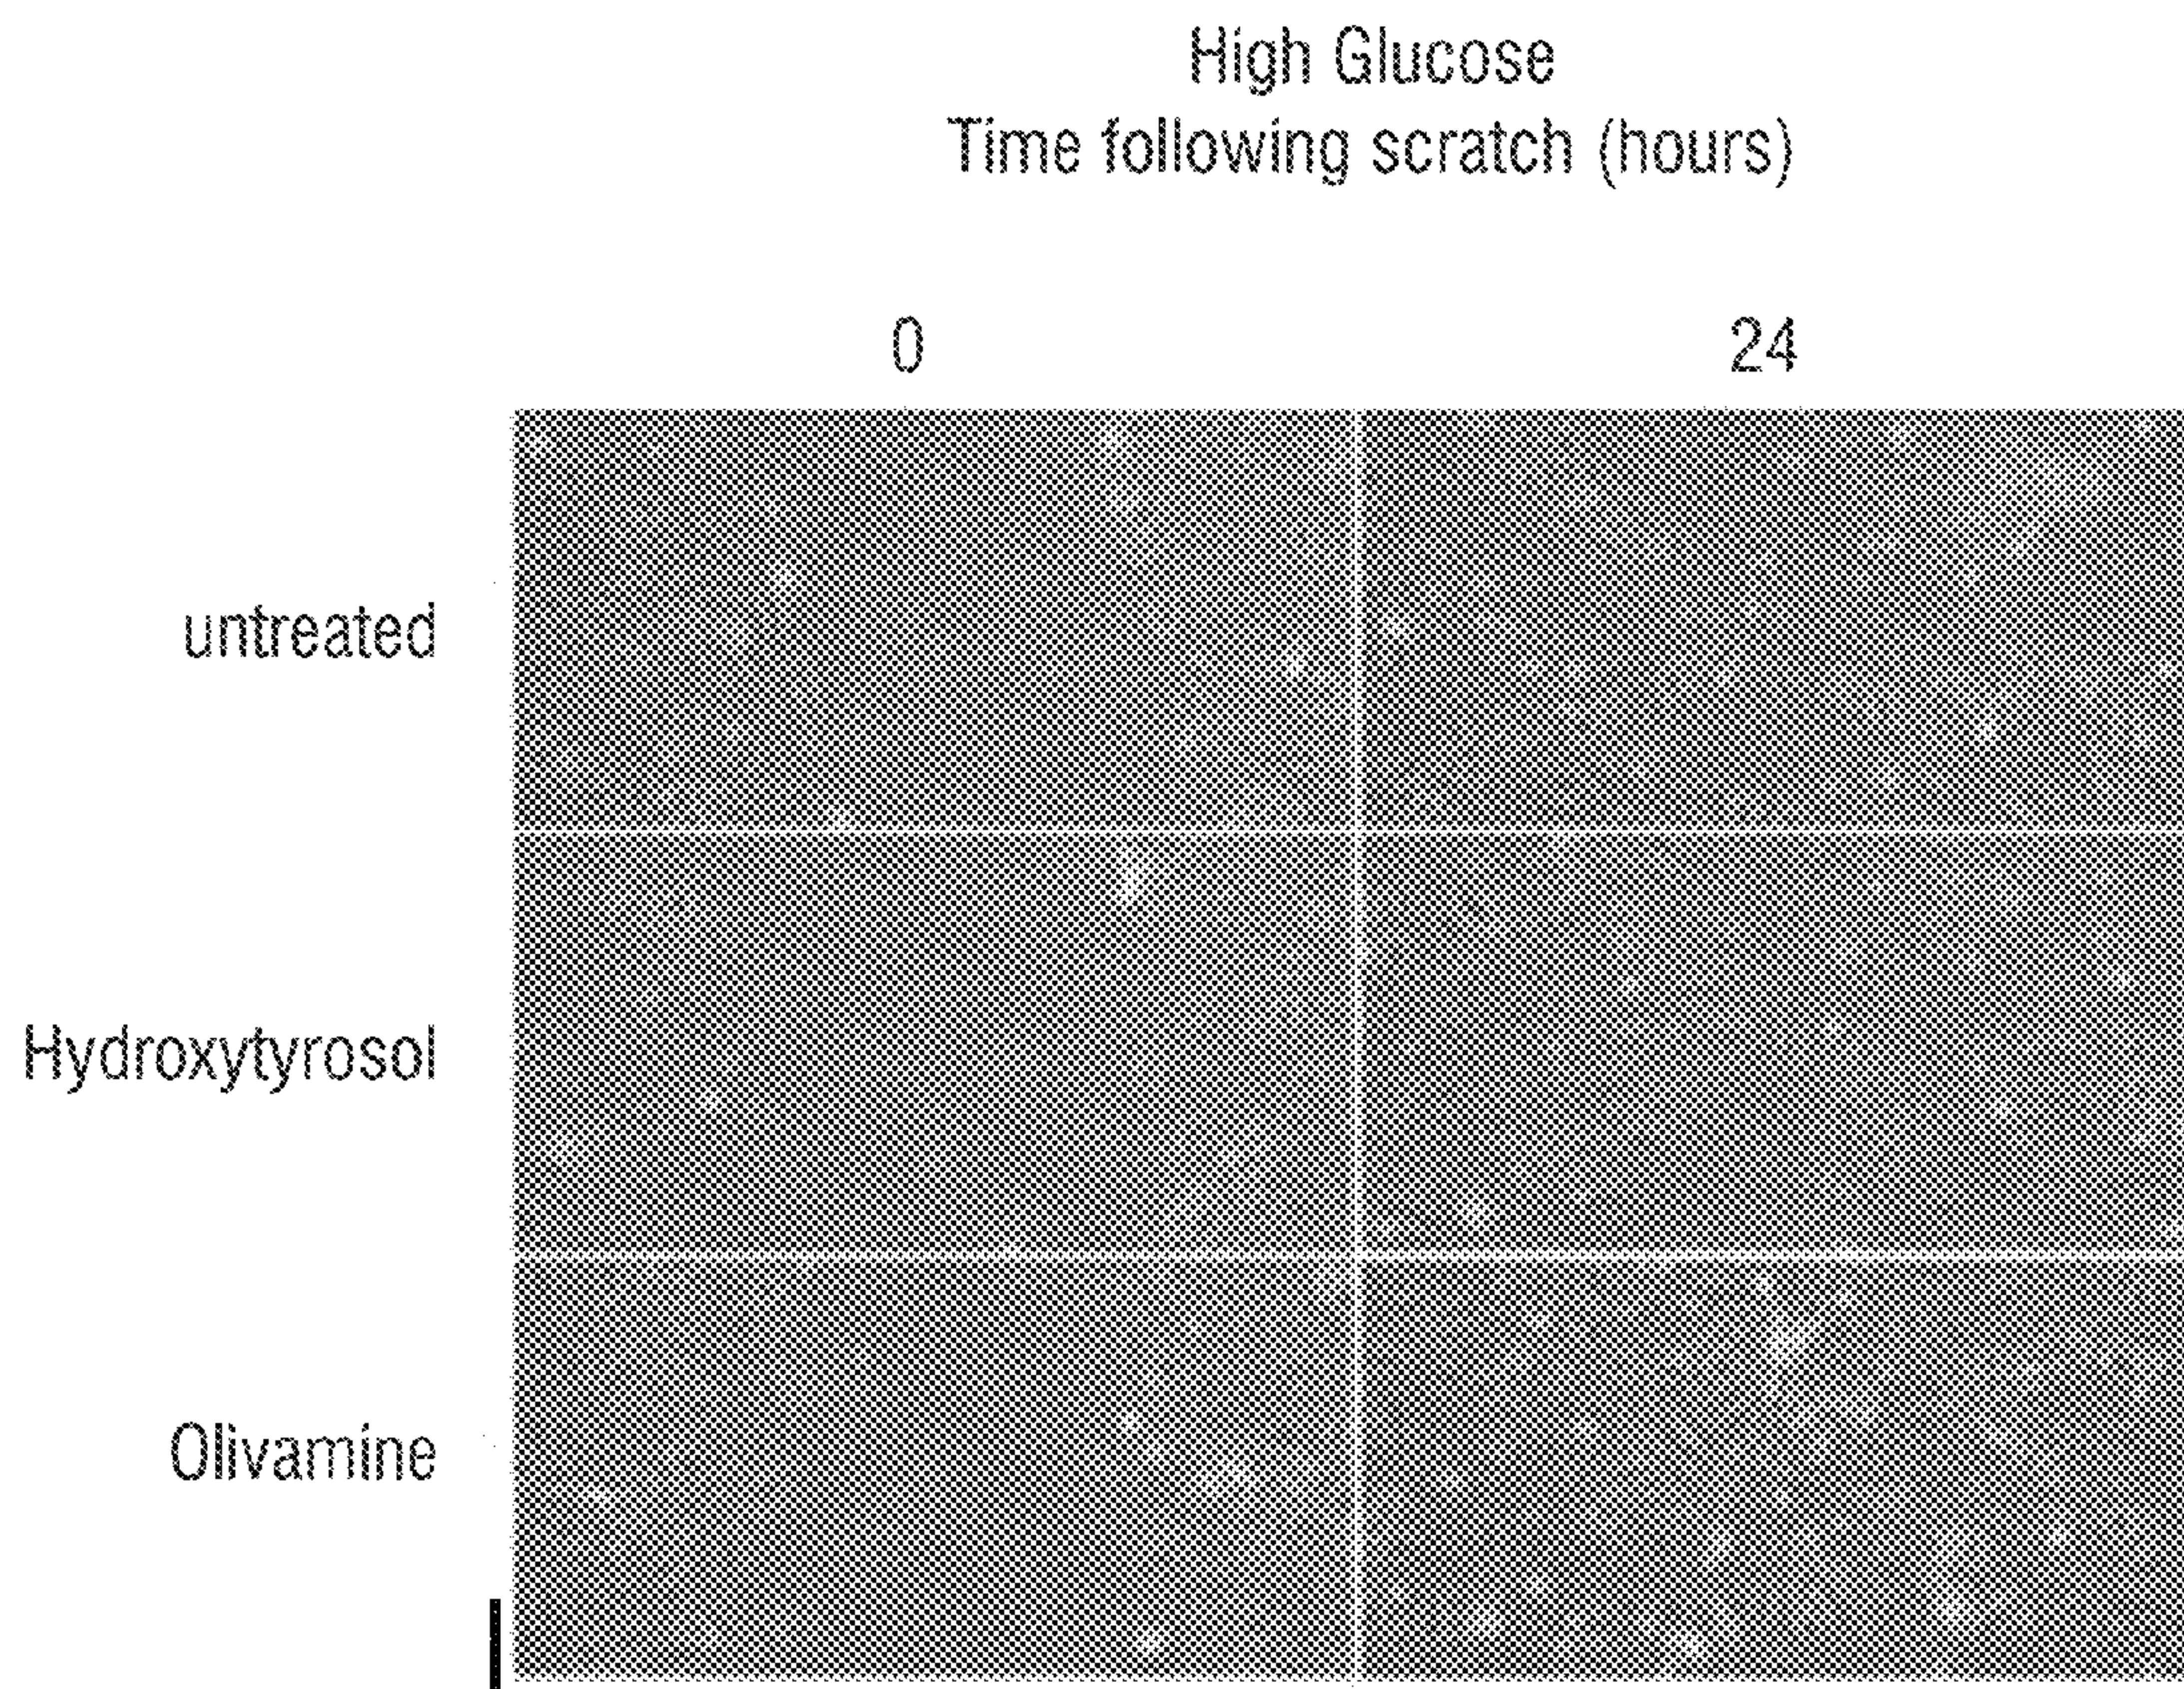 High Glucose
Time following scratch (hours)
0 24
untreated
Hydroxytyrosol
Olivamine